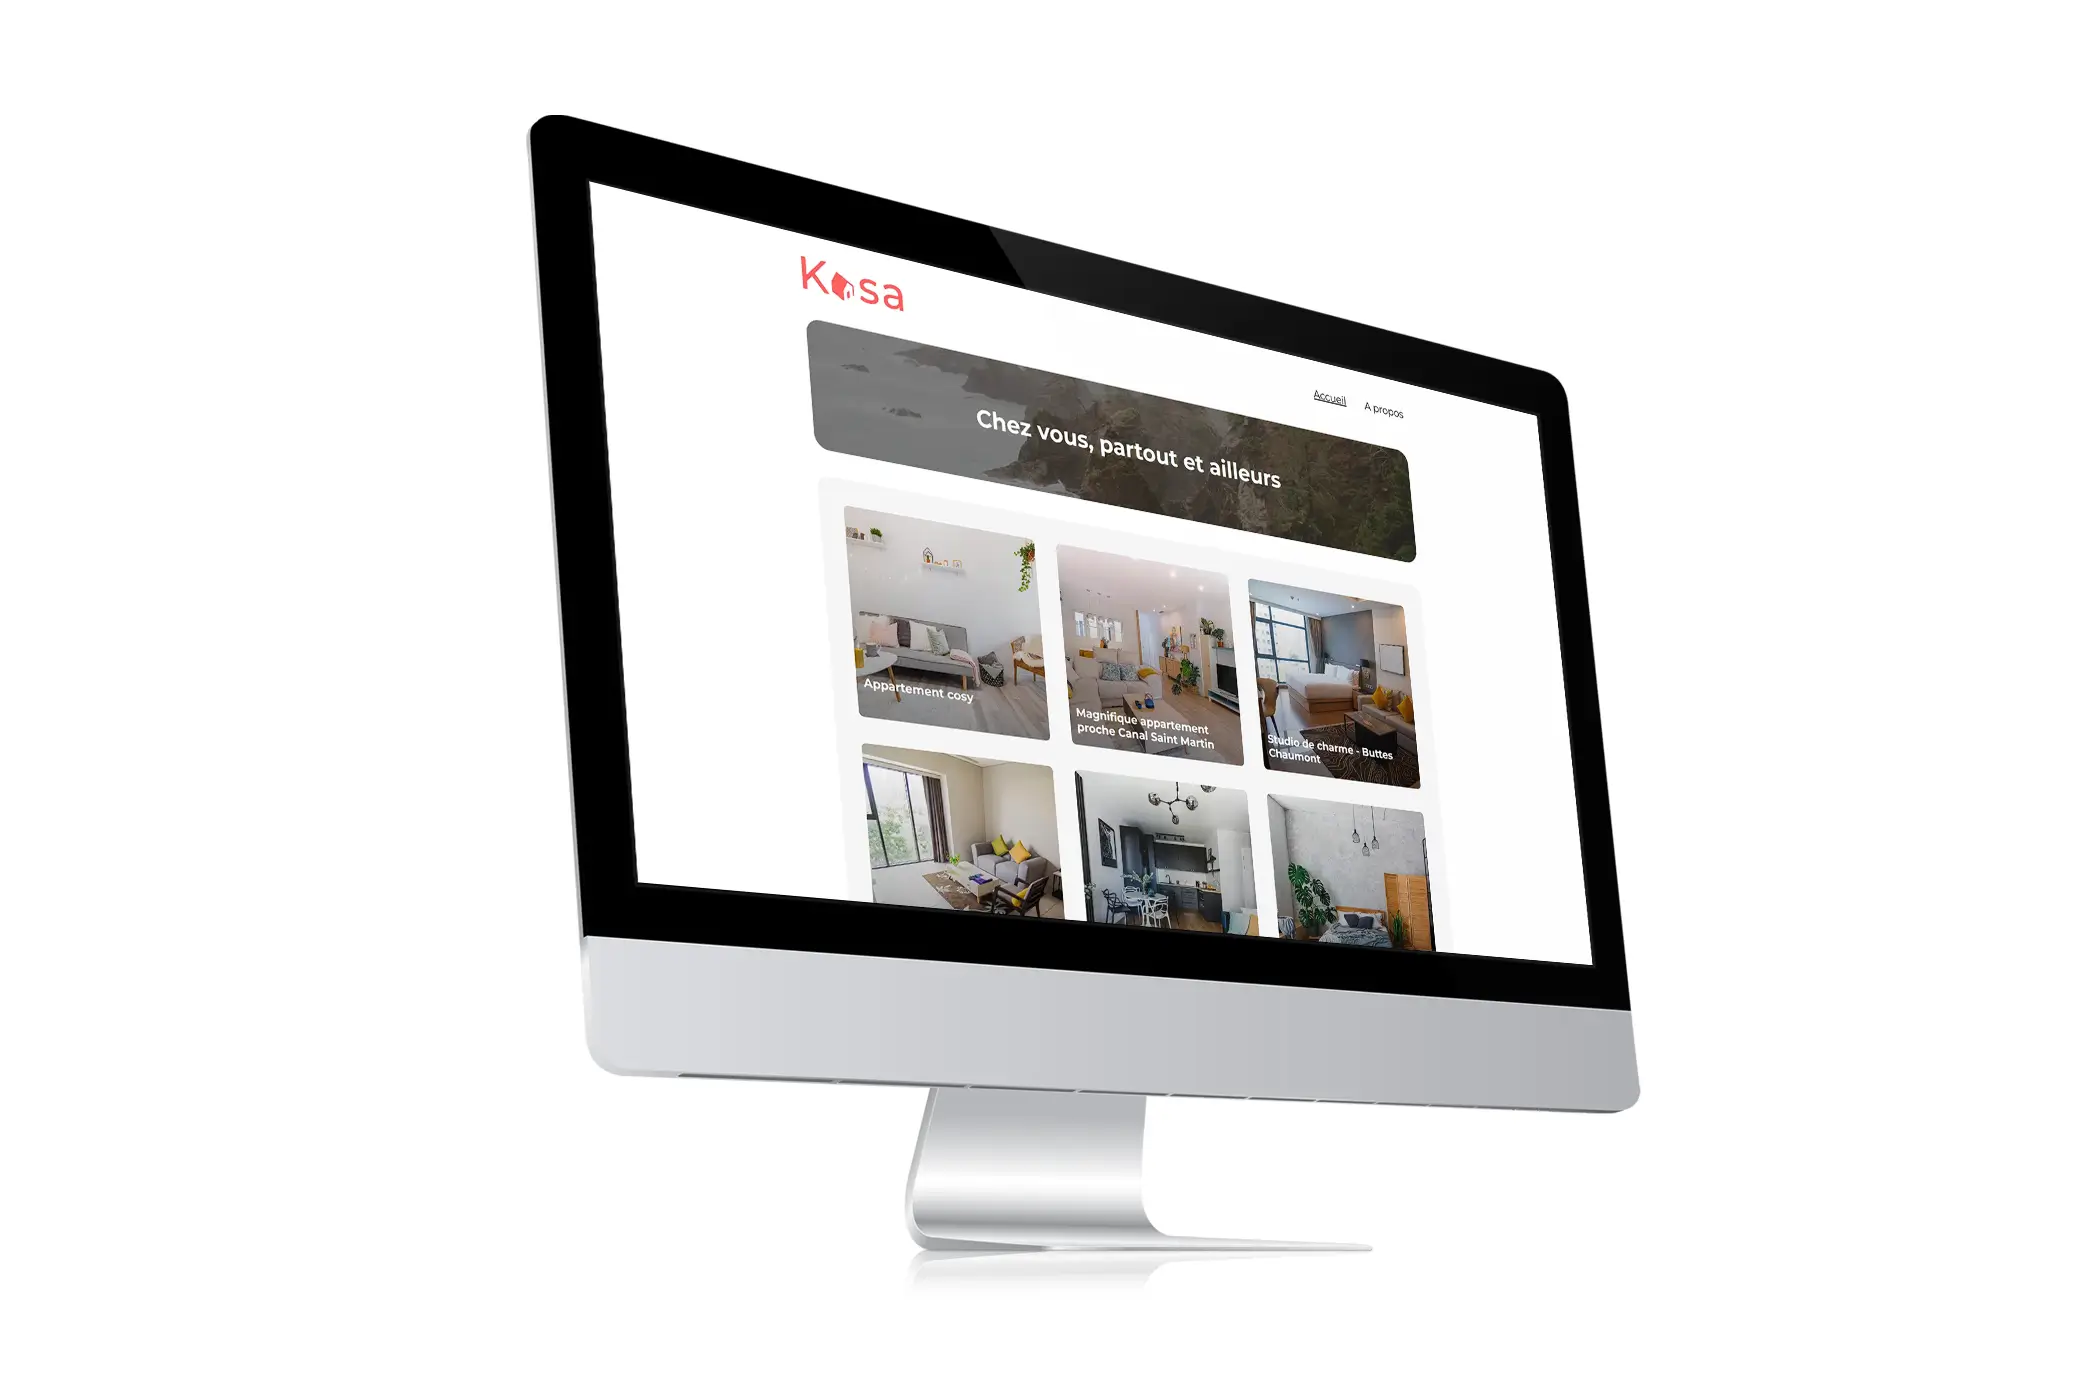 Kasa
Accueil
A propos
Chez vous, partout et ailleurs
Appartement cosy
Magnifique appartement
proche Canal Saint Martin
Studio de charme - Buttes
Chaumont